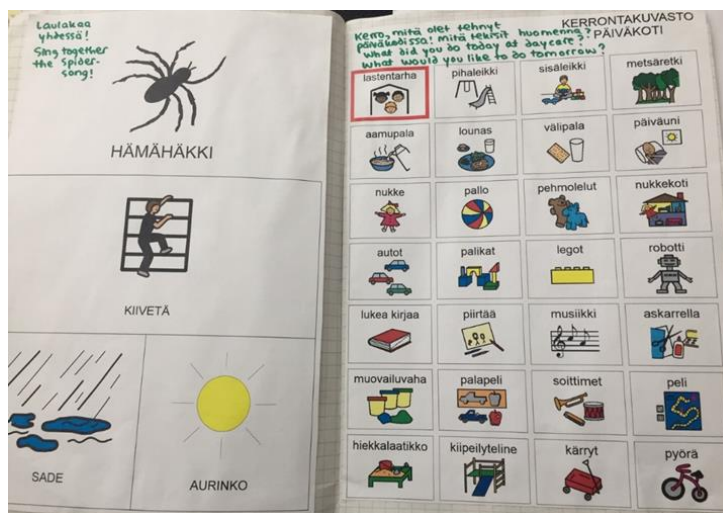 Laulakaa
yhdessä!
Sing together
the Spider-
song!
HÄMÄHÄKKI
KIIVETÄ
SADE
AURINKO
KERRONTAKUVASTO
PÄIVÄKOTI
Kerro, mitä olet tehnyt
päiväkodissa! mitä tekisit huomenna?
What did you do today at daycare?
What would you like to do tomorrow?
lastentarha pihaleikki sisäleikki metsäretki
aamupala lounas välipala päiväuni
nukke pallo pehmolelut nukkekoti
autot palikat legot robotti
lukea kirjaa piirtää musiikki askarrella
muovailuvaha palapeli soittimet peli
hiekkalaatikko kiipeilyteline kärryt pyörä